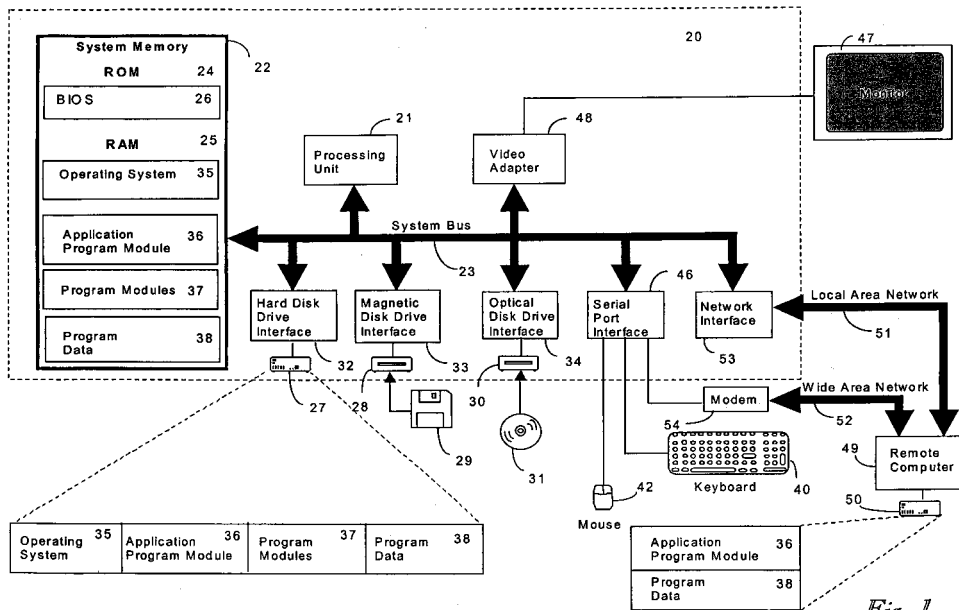 System Memory
22
ROM 24
BIOS 26
RAM 25
Operating System 35
Application
Program Module 36
Program Modules 37
Program
Data 38
20
47
Monitor
21
Processing
Unit
48
Video
Adapter
System Bus
23
46
Hard Disk
Drive
Interface
32
27
Magnetic
Disk Drive
Interface
33
28
29
Optical
Disk Drive
Interface
34
30
31
Serial
Port
Interface
Network
Interface
53
Local Area Network
51
Wide Area Network
52
Modem
54
49
Remote
Computer
50
40
Keyboard
42
Mouse
Operating
System 35
Application
Program Module 36
Program
Modules 37
Program
Data 38
Application
Program Module 36
Program
Data 38
Fig. 1